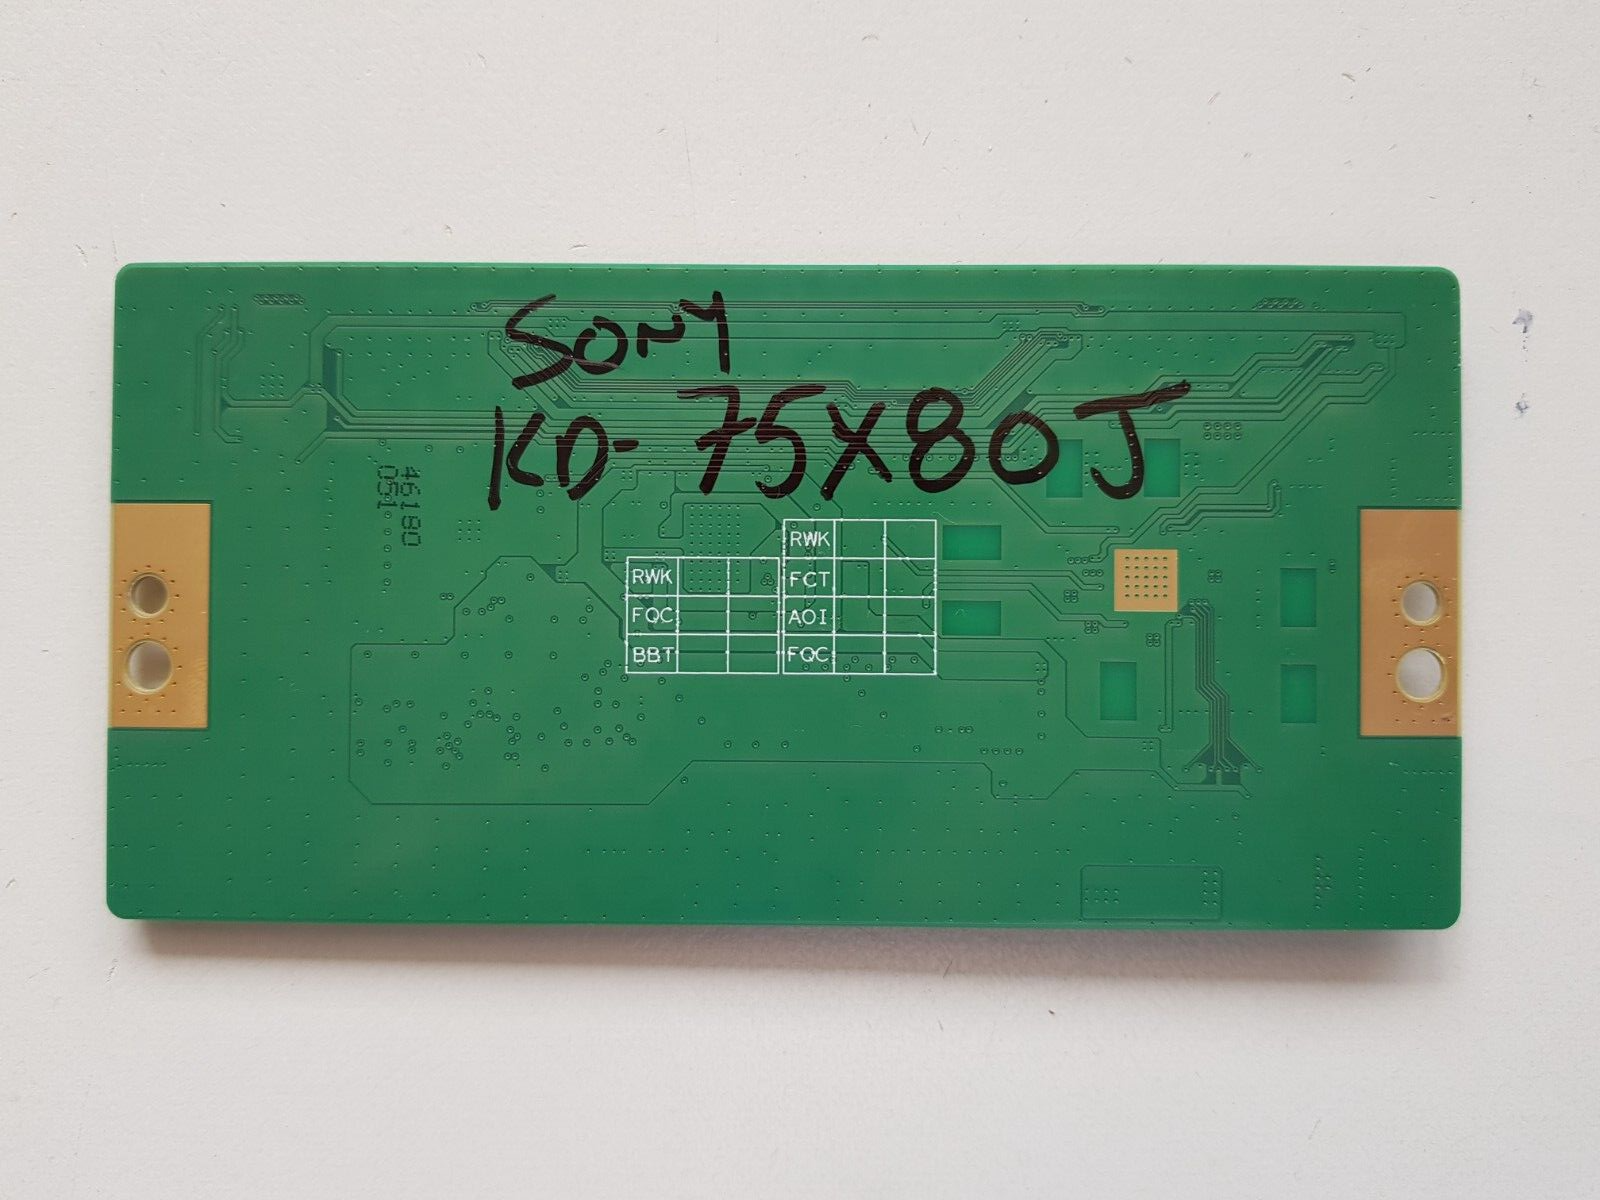 SONY
KD-75X80J
46180
051
RWK
RWK FCT
FQC AOI
BBT FQC